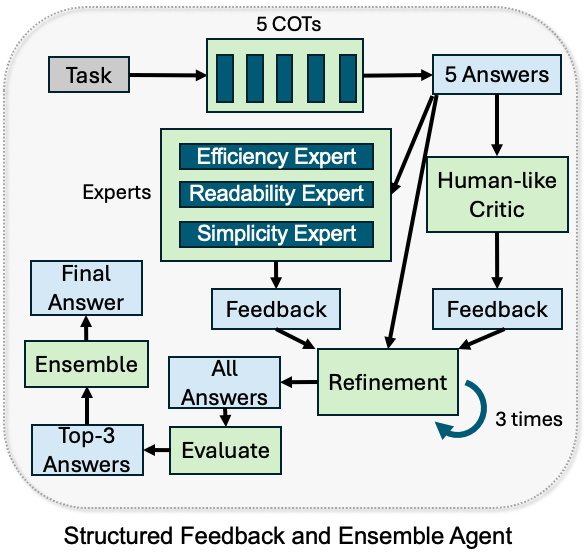 5 COTs
Task
5 Answers
Efficiency Expert
Readability Expert
Simplicity Expert
Experts
Human-like
Critic
Final
Answer
Feedback
Feedback
Ensemble
All
Answers
Refinement
3 times
Top-3
Answers
Evaluate
Structured Feedback and Ensemble Agent